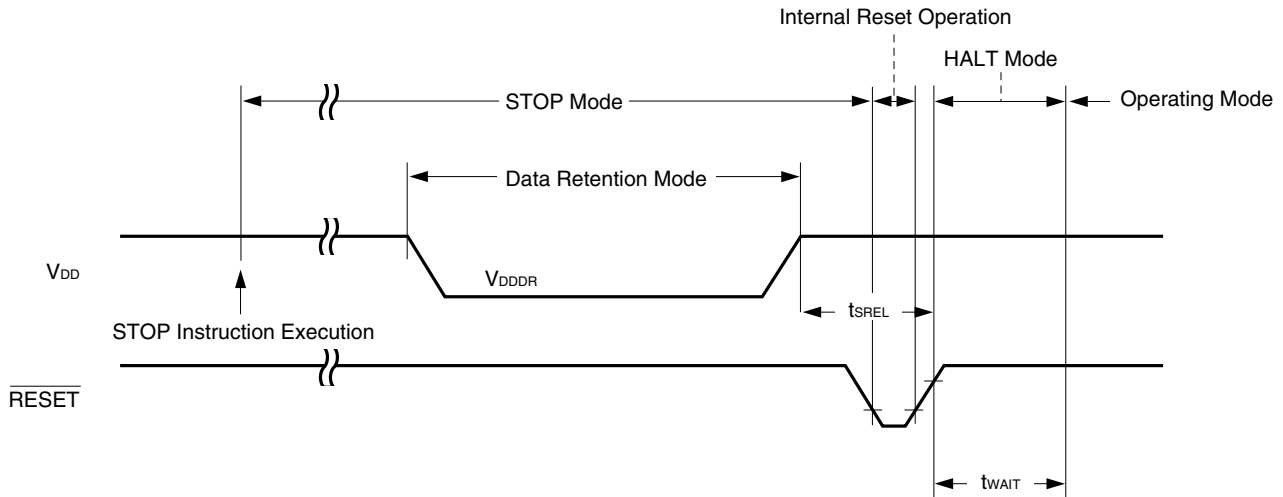 Internal Reset Operation
HALT Mode
STOP Mode
Operating Mode
Data Retention Mode
VDD
VDDDR
tSREL
STOP Instruction Execution
RESET
tWAIT